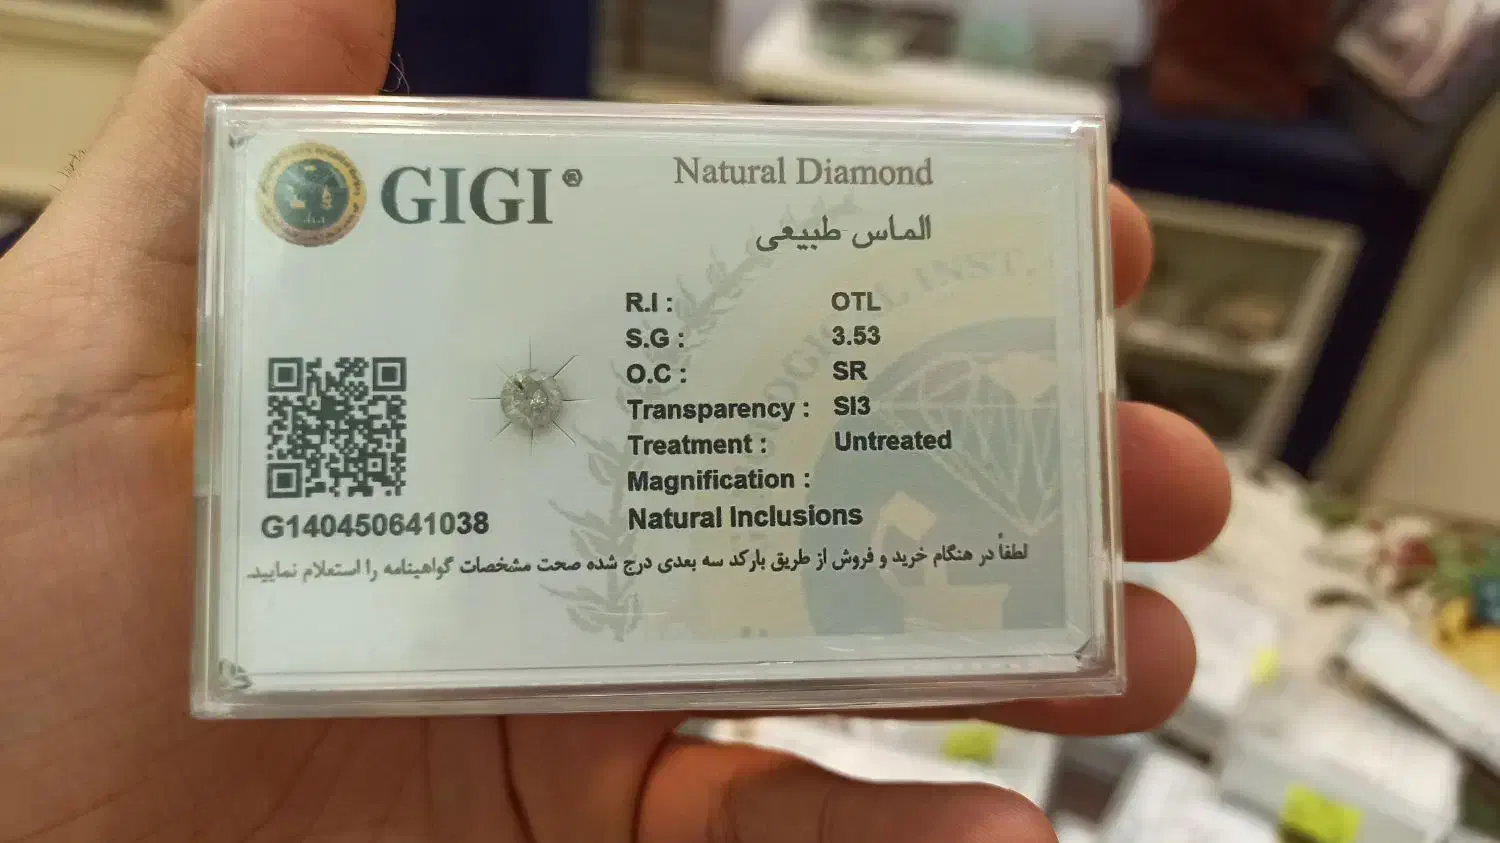 GIGI®
Natural Diamond
الماس طبیعی
R.I : OTL
S.G : 3.53
O.C : SR
Transparency : SI3
Treatment : Untreated
Magnification :
Natural Inclusions
G140450641038
لطفاً در هنگام خرید و فروش از طریق بارکد سه بعدی درج شده صحت مشخصات گواهینامه را استعلام نمایید.